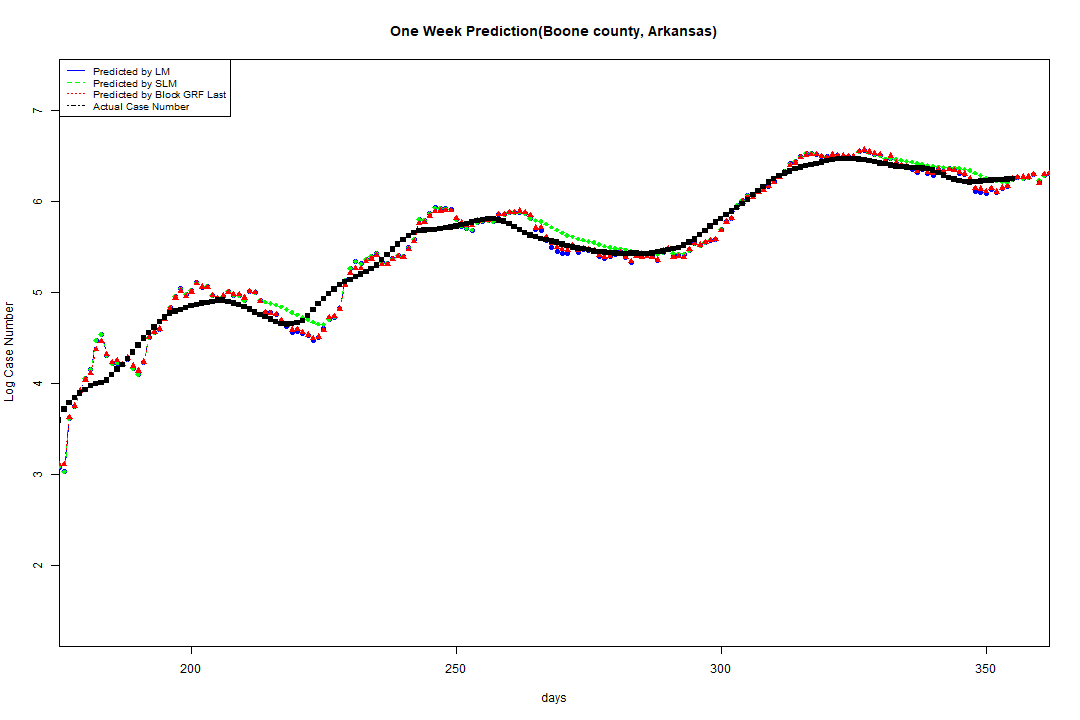 One Week Prediction(Boone county, Arkansas)
Predicted by LM
Predicted by SLM
Predicted by Block GRF Last
Actual Case Number
Log Case Number
7
6
5
4
3
2
200 250 300 350
days